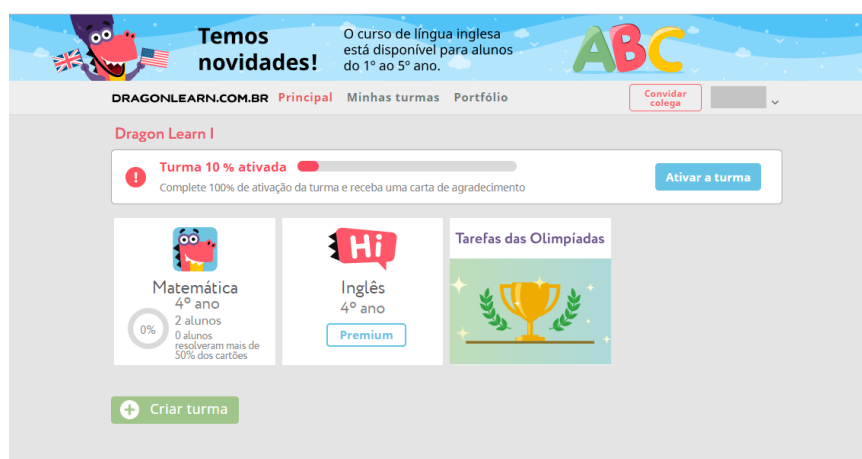 Temos
novidades!
O curso de língua inglesa
está disponível para alunos
do 1º ao 5º ano.
ABC
DRAGONLEARN.COM.BR Principal Minhas turmas Portfólio
Convidar
colega
Dragon Learn I
Turma 10 % ativada
Complete 100% de ativação da turma e receba uma carta de agradecimento
Ativar a turma
Matemática
4º ano
0%
2 alunos
0 alunos
resolveram mais de
50% dos cartões
Hi
Inglês
4º ano
Premium
Tarefas das Olimpíadas
Criar turma